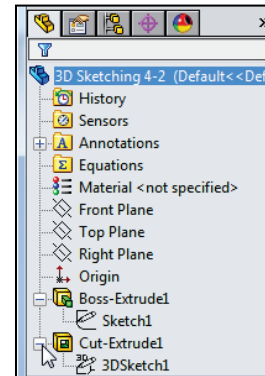 3D Sketching 4-2 (Default<<Def
History
Sensors
Annotations
Equations
Material <not specified>
Front Plane
Top Plane
Right Plane
Origin
Boss-Extrude1
Sketch1
Cut-Extrude1
3DSketch1